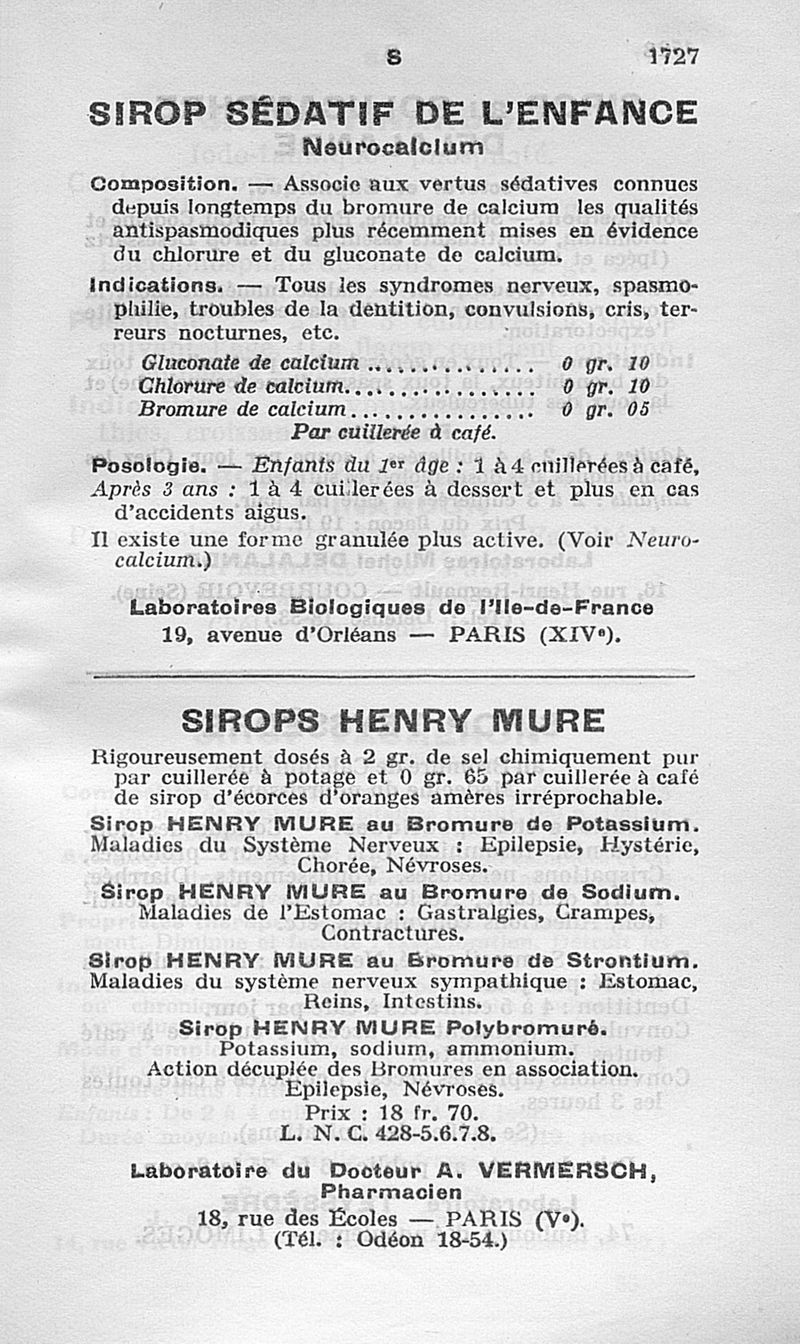 S 1727
SIROP SÉDATIF DE L'ENFANCE
Neurocalcium
Composition. — Associe aux vertus sédatives connues
depuis longtemps du bromure de calcium les qualités
antispasmodiques plus récemment mises en évidence
du chlorure et du gluconate de calcium.
Indications. — Tous les syndromes nerveux, spasmo-
philie, troubles de la dentition, convulsions, cris, ter-
reurs nocturnes, etc.
Gluconate de calcium ................ 0 gr. 10
Chlorure de calcium.................. 0 gr. 10
Bromure de calcium................. 0 gr. 05
Par cuillerée à café.
Posologie. — Enfants du 1er âge : 1 à 4 cuillerées à café,
Après 3 ans : 1 à 4 cuillerées à dessert et plus en cas
d'accidents aigus.
Il existe une forme granulée plus active. (Voir Neuro-
calcium.)
Laboratoires Biologiques de l'Ile-de-France
19, avenue d'Orléans — PARIS (XIVe).
SIROPS HENRY MURE
Rigoureusement dosés à 2 gr. de sel chimiquement pur
par cuillerée à potage et 0 gr. 65 par cuillerée à café
de sirop d'écorces d'oranges amères irréprochable.
Sirop HENRY MURE au Bromure de Potassium.
Maladies du Système Nerveux : Epilepsie, Hystérie,
Chorée, Névroses.
Sirop HENRY MURE au Bromure de Sodium.
Maladies de l'Estomac : Gastralgies, Crampes,
Contractures.
Sirop HENRY MURE au Bromure de Strontium.
Maladies du système nerveux sympathique : Estomac,
Reins, Intestins.
Sirop HENRY MURE Polybromuré.
Potassium, sodium, ammonium.
Action décuplée des Bromures en association.
Epilepsie, Névroses.
Prix : 18 fr. 70.
L. N. C. 428-5.6.7.8.
Laboratoire du Docteur A. VERMERSCH,
Pharmacien
18, rue des Écoles — PARIS (Ve).
(Tél. : Odéon 18-54.)